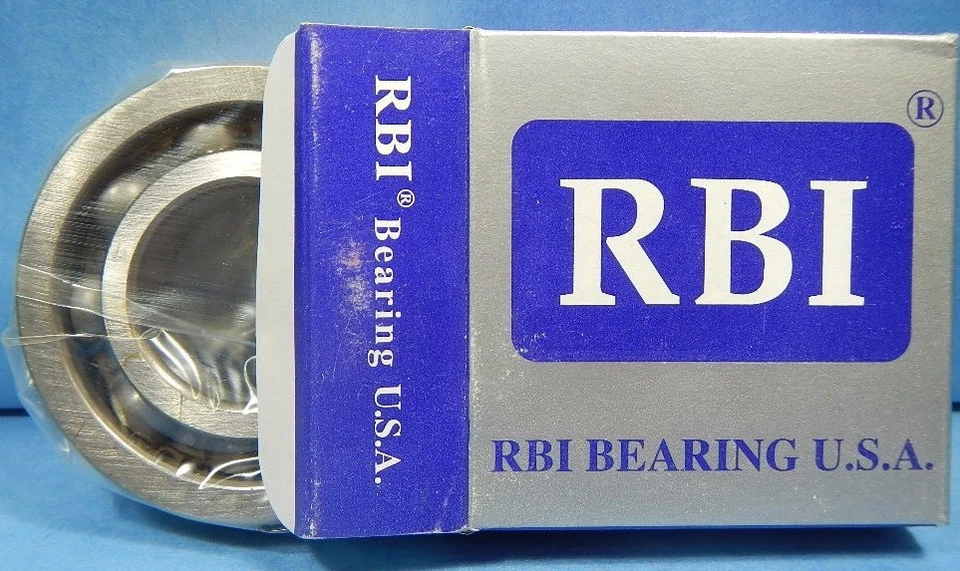 RBI® Bearing U.S.A.
®
RBI
RBI BEARING U.S.A.